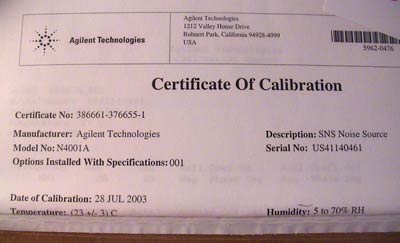 Agilent Technologies
Agilent Technologies
1212 Valley House Drive
Rohnert Park, California 94928-4999
USA
5962-0476
Certificate Of Calibration
Certificate No: 386661-376655-1
Manufacturer: Agilent Technologies
Description: SNS Noise Source
Model No: N4001A
Serial No: US41140461
Options Installed With Specifications: 001
Date of Calibration: 28 JUL 2003
Temperature: (23 +/- 3) C
Humidity: 5 to 70% RH